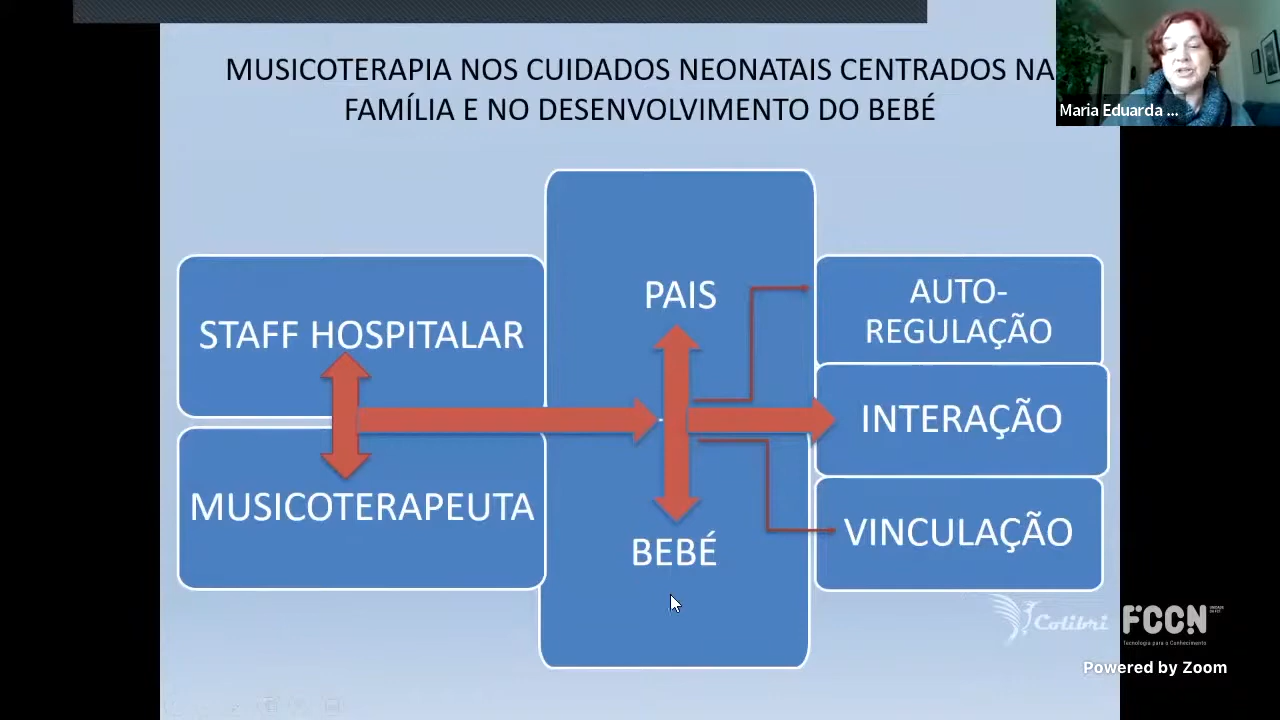 MUSICOTERAPIA NOS CUIDADOS NEONATAIS CENTRADOS NA
FAMÍLIA E NO DESENVOLVIMENTO DO BEBÉ
Maria Eduarda ...
STAFF HOSPITALAR
MUSICOTERAPEUTA
PAIS
BEBÉ
AUTO-
REGULAÇÃO
INTERAÇÃO
VINCULAÇÃO
Colibri
FCCN
Tecnologia para o Conhecimento
Powered by Zoom